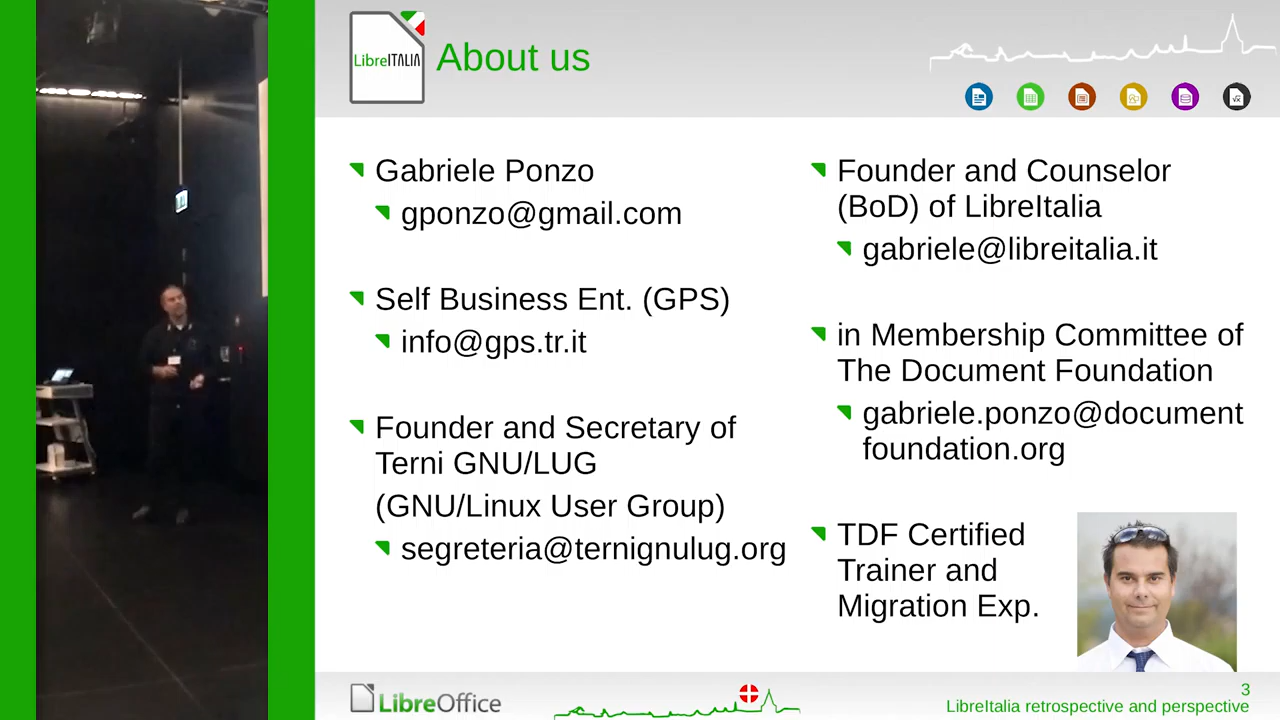 LibreITALIA
About us
Gabriele Ponzo
gponzo@gmail.com
Self Business Ent. (GPS)
info@gps.tr.it
Founder and Secretary of
Terni GNU/LUG
(GNU/Linux User Group)
segreteria@ternignulug.org
Founder and Counselor
(BoD) of LibreItalia
gabriele@libreitalia.it
in Membership Committee of
The Document Foundation
gabriele.ponzo@document
foundation.org
TDF Certified
Trainer and
Migration Exp.
LibreOffice
3
LibreItalia retrospective and perspective